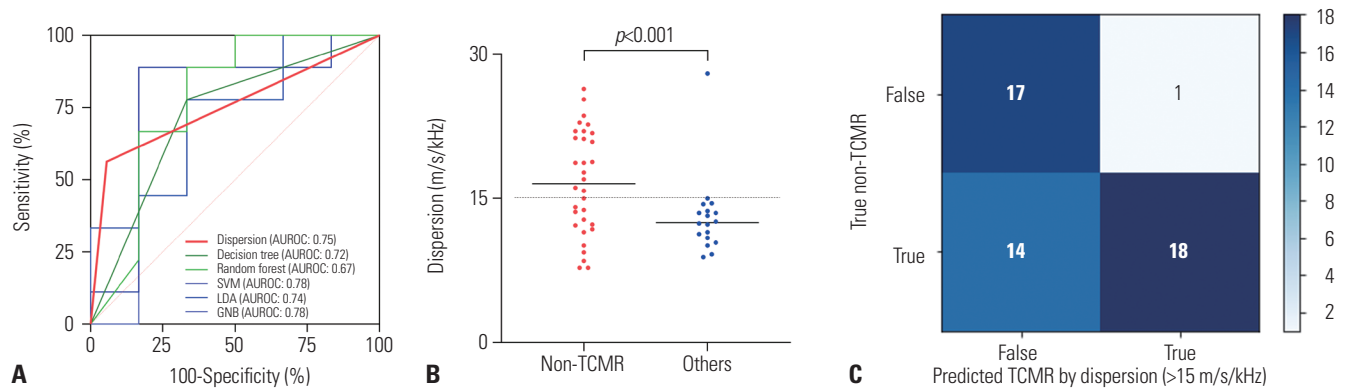 100
75
50
25
0
Sensitivity (%)
Dispersion (AUROC: 0.75)
Decision tree (AUROC: 0.72)
Random forest (AUROC: 0.67)
SVM (AUROC: 0.78)
LDA (AUROC: 0.74)
GNB (AUROC: 0.78)
0 25 50 75 100
100-Specificity (%)
A
p<0.001
30
15
0
Dispersion (m/s/kHz)
Non-TCMR Others
B
True non-TCMR
False
True
17 1
14 18
False True
Predicted TCMR by dispersion (>15 m/s/kHz)
18
16
14
12
10
8
6
4
2
C